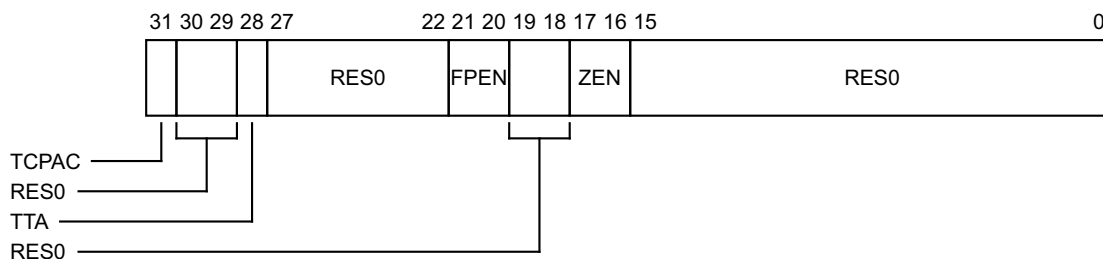 31 30 29 28 27 22 21 20 19 18 17 16 15 0
RES0 FPEN ZEN RES0
TCPAC
RES0
TTA
RES0